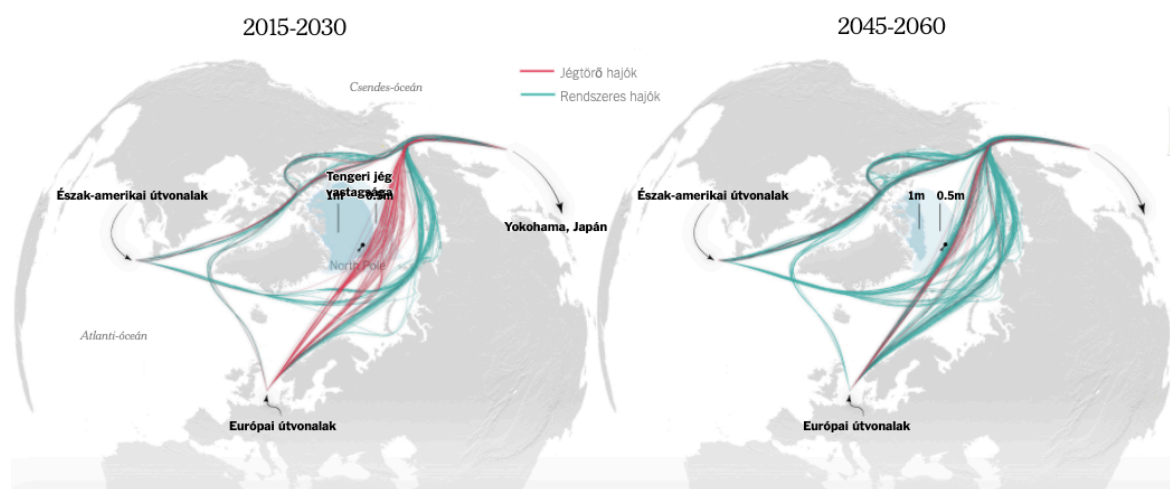 2015-2030
2045-2060
Csendes-óceán
Jégtörő hajók
Rendszeres hajók
Tengeri jég
vastagsága
1m 0.5m
Észak-amerikai útvonalak
Yokohama, Japán
North Pole
Atlanti-óceán
Európai útvonalak
1m 0.5m
Észak-amerikai útvonalak
Európai útvonalak